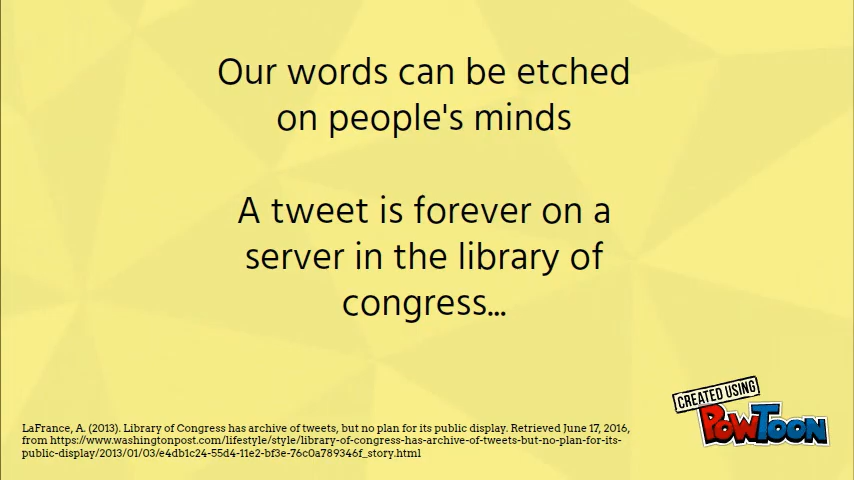 Our words can be etched
on people's minds
A tweet is forever on a
server in the library of
congress...
LaFrance, A. (2013). Library of Congress has archive of tweets, but no plan for its public display. Retrieved June 17, 2016,
from https://www.washingtonpost.com/lifestyle/style/library-of-congress-has-archive-of-tweets-but-no-plan-for-its-
public-display/2013/01/03/e4db1c24-55d4-11e2-bf3e-76c0a789346f_story.html
CREATED USING
POWTOON